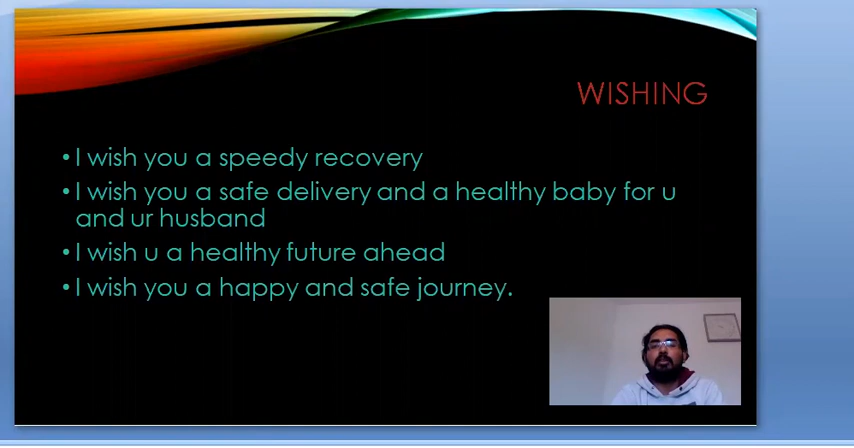 WISHING
• I wish you a speedy recovery
• I wish you a safe delivery and a healthy baby for u
and ur husband
• I wish u a healthy future ahead
• I wish you a happy and safe journey.